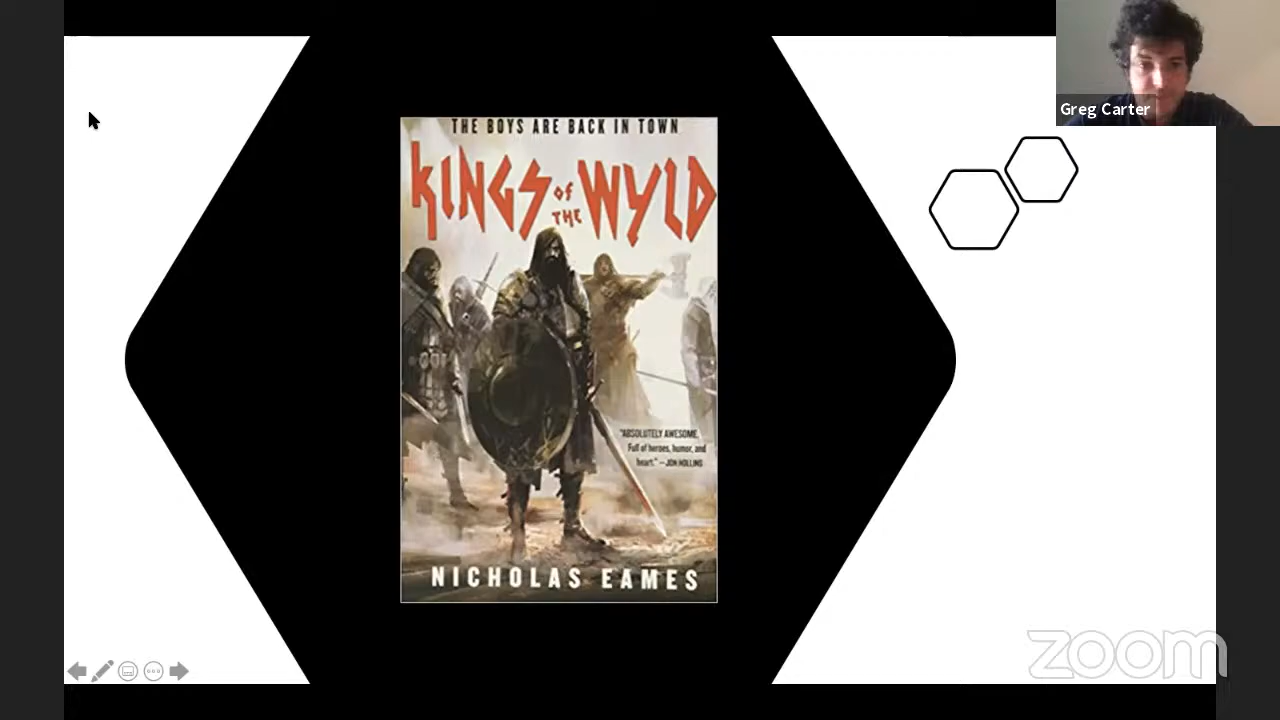 Greg Carter
THE BOYS ARE BACK IN TOWN
KINGS OF THE WYLD
"ABSOLUTELY AWESOME.
Full of heroes, humor, and
heart." —JON HOLLINS
NICHOLAS EAMES
zoom